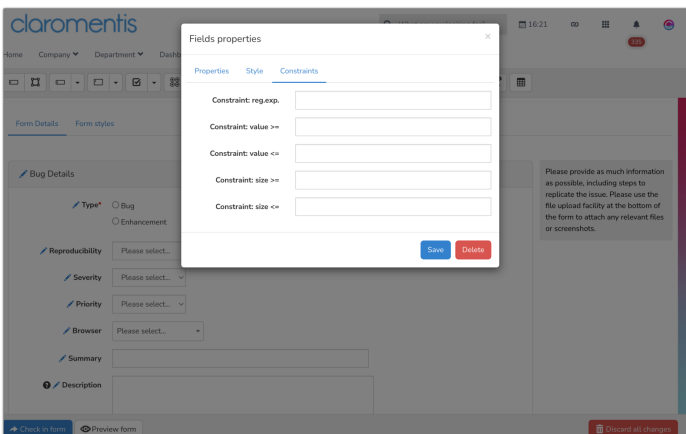 claromentis
16:21
335
Home Company Department Dashb
Fields properties
×
Properties Style Constraints
Constraint: reg.exp.
Constraint: value >=
Constraint: value <=
Constraint: size >=
Constraint: size <=
Save Delete
Form Details Form styles
Bug Details
Type*
Bug
Enhancement
Reproducibility Please select...
Severity Please select...
Priority Please select...
Browser Please select...
Summary
Description
Please provide as much information
as possible, including steps to
replicate the issue. Please use the
file upload facility at the bottom of
the form to attach any relevant files
or screenshots.
Check in form Preview form
Discard all changes